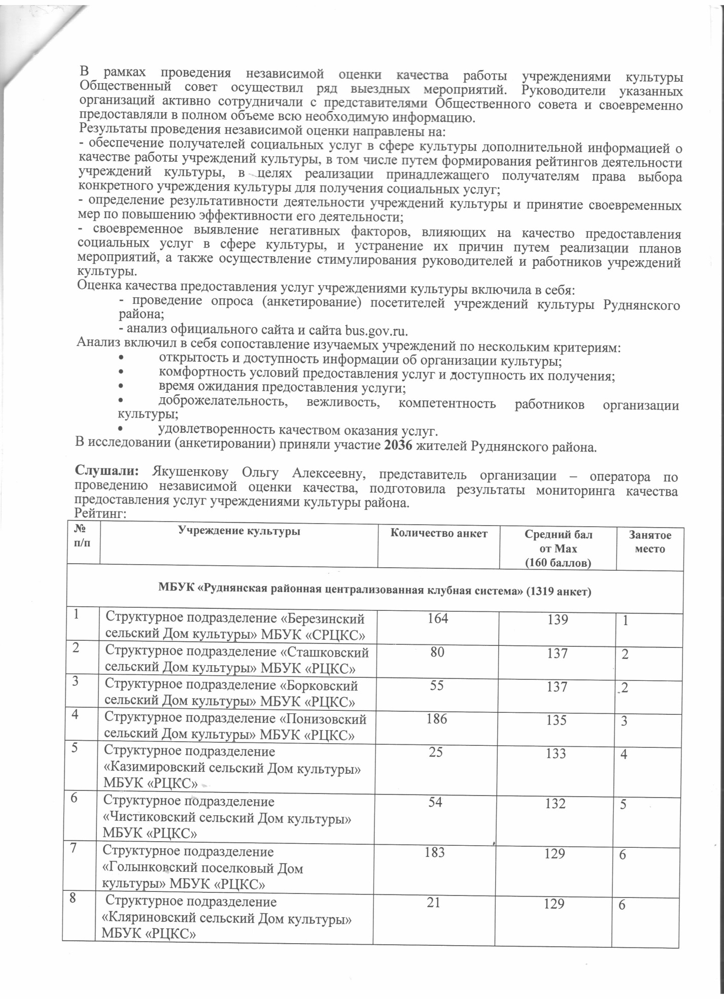 В рамках проведения независимой оценки качества работы учреждениями культуры
Общественный совет осуществил ряд выездных мероприятий. Руководители указанных
организаций активно сотрудничали с представителями Общественного совета и своевременно
предоставляли в полном объеме всю необходимую информацию.
Результаты проведения независимой оценки направлены на:
- обеспечение получателей социальных услуг в сфере культуры дополнительной информацией о
качестве работы учреждений культуры, в том числе путем формирования рейтингов деятельности
учреждений культуры, в целях реализации принадлежащего получателям права выбора
конкретного учреждения культуры для получения социальных услуг;
- определение результативности деятельности учреждений культуры и принятие своевременных
мер по повышению эффективности его деятельности;
- своевременное выявление негативных факторов, влияющих на качество предоставления
социальных услуг в сфере культуры, и устранение их причин путем реализации планов
мероприятий, а также осуществление стимулирования руководителей и работников учреждений
культуры.
Оценка качества предоставления услуг учреждениями культуры включила в себя:
- проведение опроса (анкетирование) посетителей учреждений культуры Руднянского
района;
- анализ официального сайта и сайта bus.gov.ru.
Анализ включил в себя сопоставление изучаемых учреждений по нескольким критериям:
• открытость и доступность информации об организации культуры;
• комфортность условий предоставления услуг и доступность их получения;
• время ожидания предоставления услуги;
• доброжелательность, вежливость, компетентность работников организации
культуры;
• удовлетворенность качеством оказания услуг.
В исследовании (анкетировании) приняли участие 2036 жителей Руднянского района.
Слушали: Якушенкову Ольгу Алексеевну, представитель организации – оператора по
проведению независимой оценки качества, подготовила результаты мониторинга качества
предоставления услуг учреждениями культуры района.
Рейтинг:
№ Учреждение культуры Количество анкет Средний бал Занятое
п/п от Max место
(160 баллов)
МБУК «Руднянская районная централизованная клубная система» (1319 анкет)
1 Структурное подразделение «Березинский 164 139 1
сельский Дом культуры» МБУК «СРЦКС»
2 Структурное подразделение «Сташковский 80 137 2
сельский Дом культуры» МБУК «РЦКС»
3 Структурное подразделение «Борковский 55 137 2
сельский Дом культуры» МБУК «РЦКС»
4 Структурное подразделение «Понизовский 186 135 3
сельский Дом культуры» МБУК «РЦКС»
5 Структурное подразделение 25 133 4
«Казимировский сельский Дом культуры»
МБУК «РЦКС»
6 Структурное подразделение 54 132 5
«Чистиковский сельский Дом культуры»
МБУК «РЦКС»
7 Структурное подразделение 183 129 6
«Голынковский поселковый Дом
культуры» МБУК «РЦКС»
8 Структурное подразделение 21 129 6
«Кляриновский сельский Дом культуры»
МБУК «РЦКС»